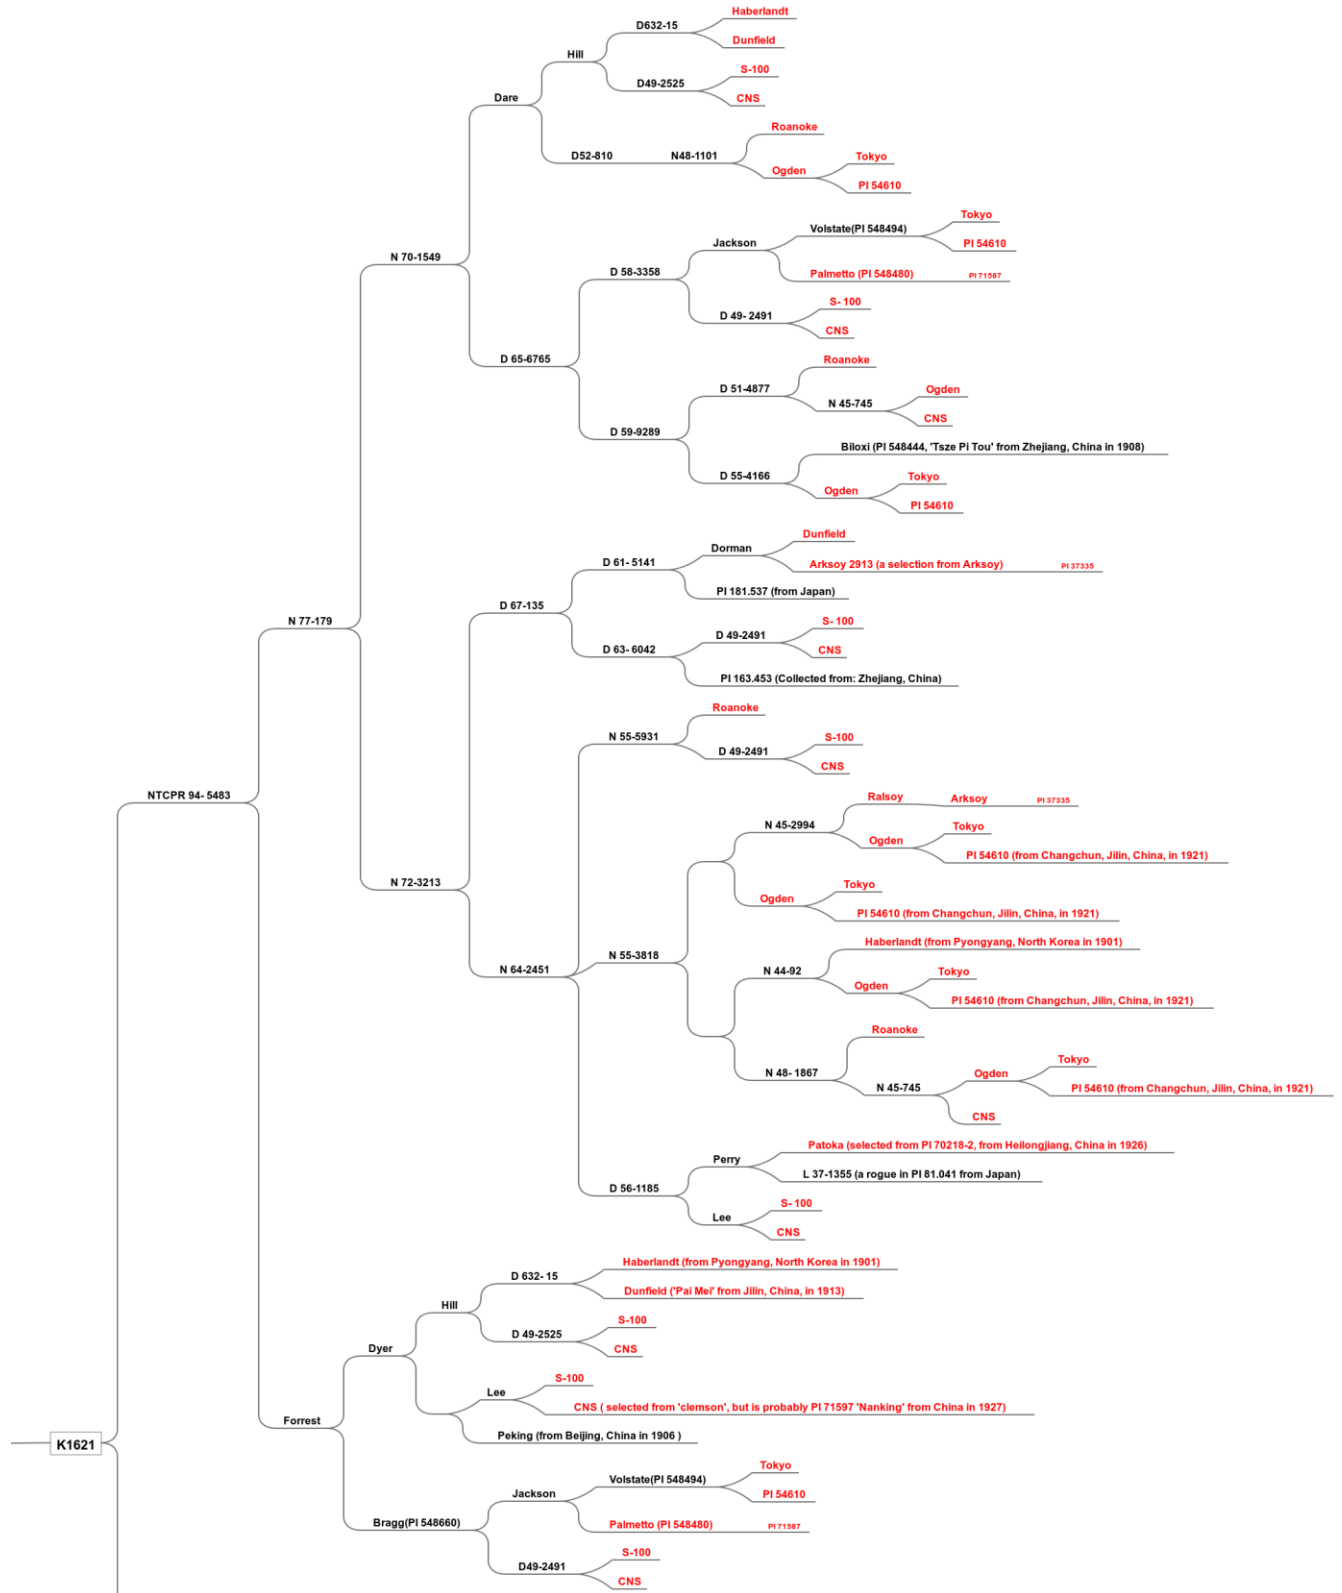 Haberlandt
D632-15
Dunfield
Hill
S-100
D49-2525
CNS
Dare
Roanoke
D52-810
N48-1101
Tokyo
Ogden
PI 54610
Tokyo
Volstate(PI 548494)
Jackson
PI 54610
N 70-1549
D 58-3358
Palmetto (PI 548480)
PI 71587
S- 100
D 49- 2491
CNS
D 65-6765
Roanoke
D 51-4877
Ogden
N 45-745
CNS
D 59-9289
Biloxi (PI 548444, 'Tsze Pi Tou' from Zhejiang, China in 1908)
D 55-4166
Tokyo
Ogden
PI 54610
Dunfield
Dorman
D 61- 5141
Arksoy 2913 (a selection from Arksoy)
PI 37335
PI 181.537 (from Japan)
D 67-135
N 77-179
S- 100
D 49-2491
D 63- 6042
CNS
PI 163.453 (Collected from: Zhejiang, China)
Roanoke
N 55-5931
S-100
D 49-2491
CNS
NTCPR 94- 5483
Ralsoy
Arksoy
PI 37335
N 45-2994
Tokyo
Ogden
PI 54610 (from Changchun, Jilin, China, in 1921)
N 72-3213
Tokyo
Ogden
PI 54610 (from Changchun, Jilin, China, in 1921)
Haberlandt (from Pyongyang, North Korea in 1901)
N 55-3818
N 64-2451
N 44-92
Tokyo
Ogden
PI 54610 (from Changchun, Jilin, China, in 1921)
Roanoke
N 48- 1867
Tokyo
Ogden
N 45-745
PI 54610 (from Changchun, Jilin, China, in 1921)
CNS
Patoka (selected from PI 70218-2, from Heilongjiang, China in 1926)
Perry
L 37-1355 (a rogue in PI 81.041 from Japan)
D 56-1185
S- 100
Lee
CNS
Haberlandt (from Pyongyang, North Korea in 1901)
D 632- 15
Dunfield ('Pai Mei' from Jilin, China, in 1913)
Hill
S-100
D 49-2525
CNS
Dyer
S-100
Lee
CNS ( selected from 'clemson', but is probably PI 71597 'Nanking' from China in 1927)
Forrest
Peking (from Beijing, China in 1906 )
K1621
Tokyo
Volstate(PI 548494)
Jackson
PI 54610
Bragg(PI 548660)
Palmetto (PI 548480)
PI 71587
S-100
D49-2491
CNS